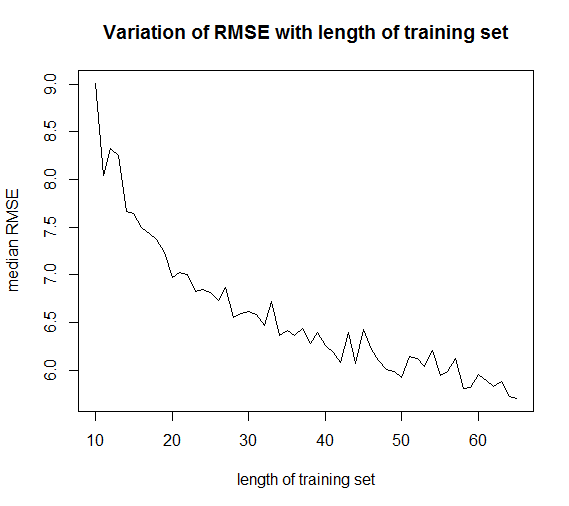 Variation of RMSE with length of training set
median RMSE
9.0
8.5
8.0
7.5
7.0
6.5
6.0
10 20 30 40 50 60
length of training set